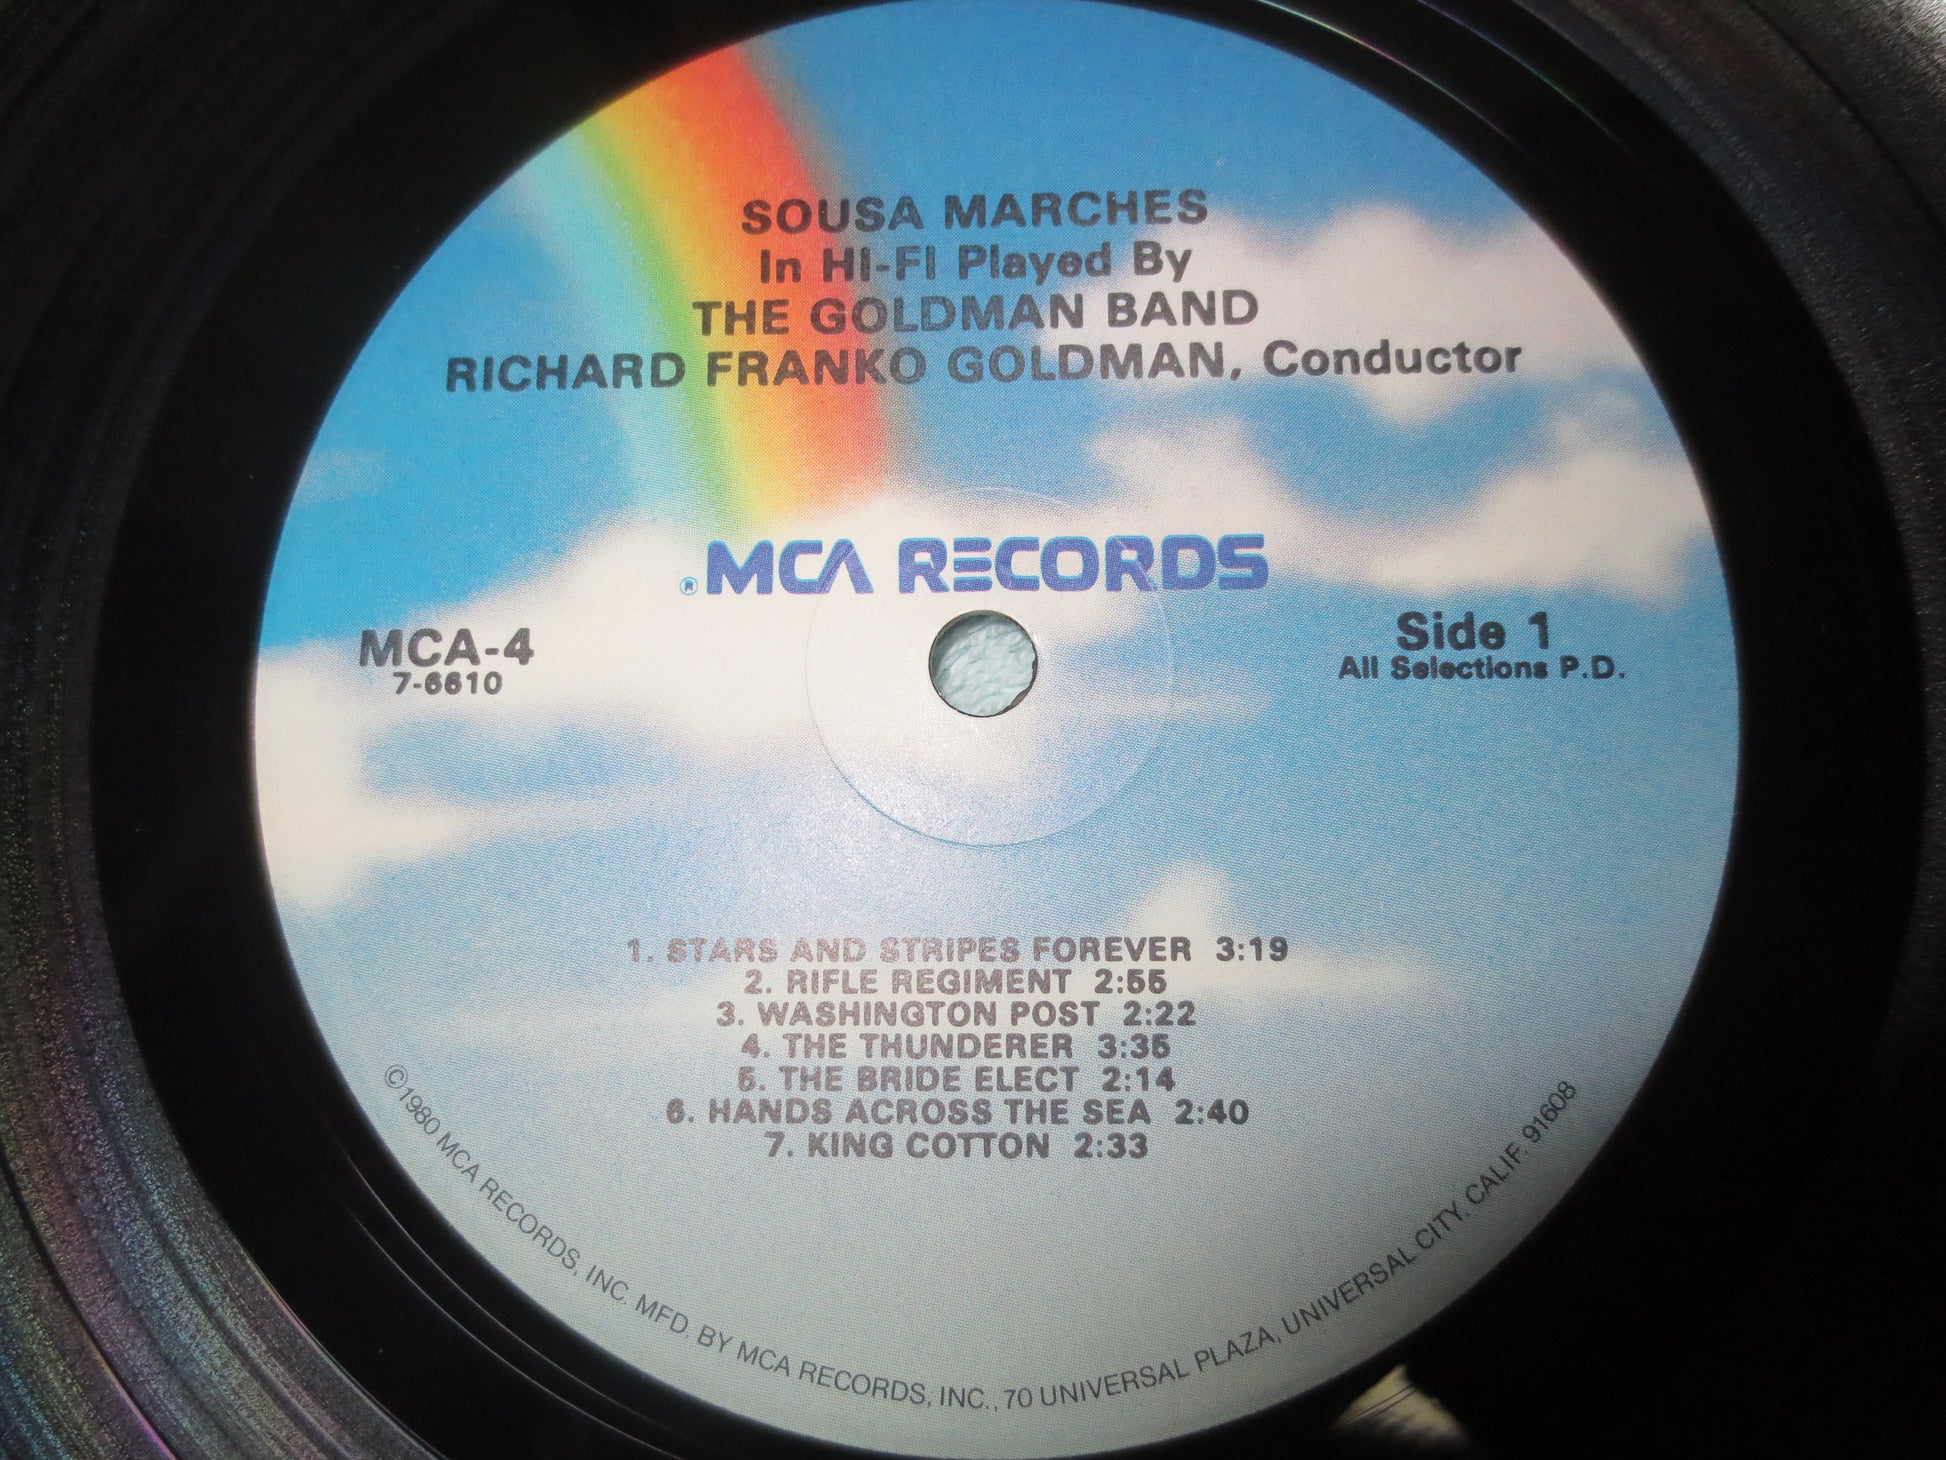 SOUSA MARCHES
In HI-FI Played By
THE GOLDMAN BAND
RICHARD FRANKO GOLDMAN, Conductor
® MCA RECORDS
MCA-4
7-6610
Side 1
All Selections P.D.
1. STARS AND STRIPES FOREVER 3:19
2. RIFLE REGIMENT 2:55
3. WASHINGTON POST 2:22
4. THE THUNDERER 3:35
5. THE BRIDE ELECT 2:14
6. HANDS ACROSS THE SEA 2:40
7. KING COTTON 2:33
©1980 MCA RECORDS, INC. MFD. BY MCA RECORDS, INC., 70 UNIVERSAL PLAZA, UNIVERSAL CITY, CALIF. 91608